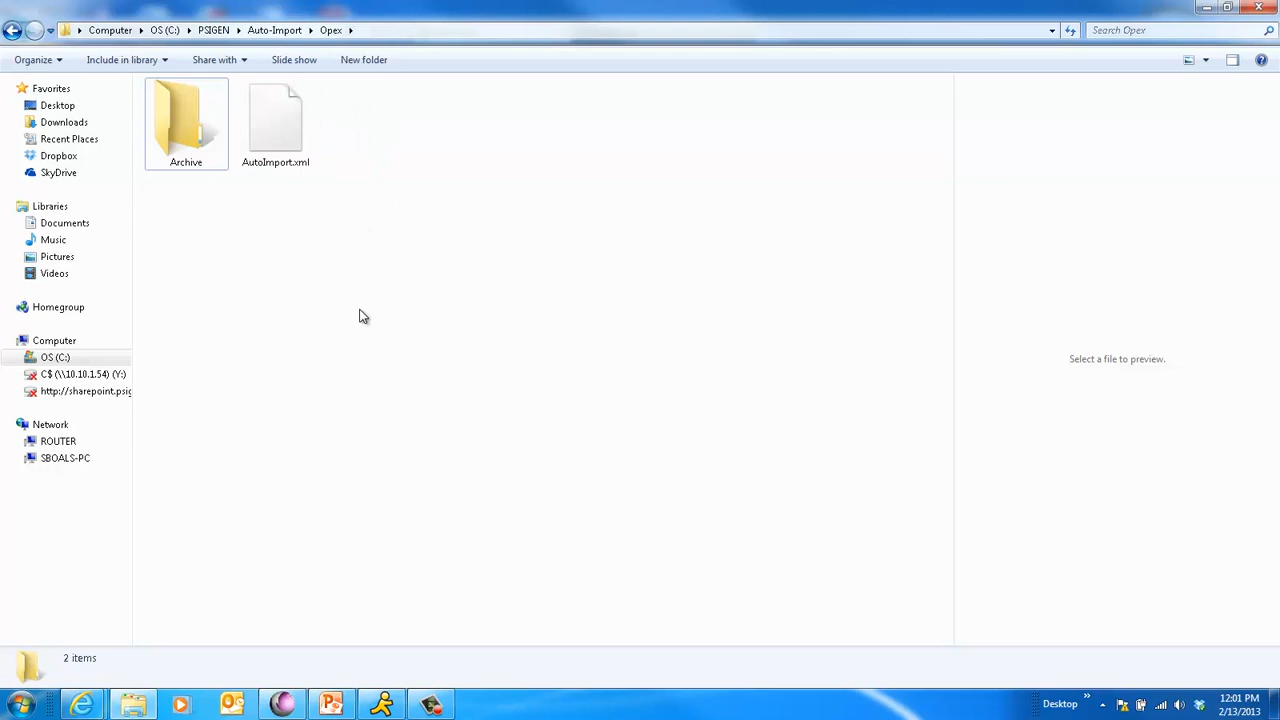 Computer OS (C:) PSIGEN Auto-Import Opex
Search Opex
Organize Include in library Share with Slide show New folder
Favorites
Desktop
Downloads
Recent Places
Dropbox
SkyDrive
Libraries
Documents
Music
Pictures
Videos
Homegroup
Computer
OS (C:)
C$ (\\10.10.1.54) (Y:)
http://sharepoint.psig
Network
ROUTER
SBOALS-PC
Archive
AutoImport.xml
Select a file to preview.
2 items
Desktop
12:01 PM
2/13/2013